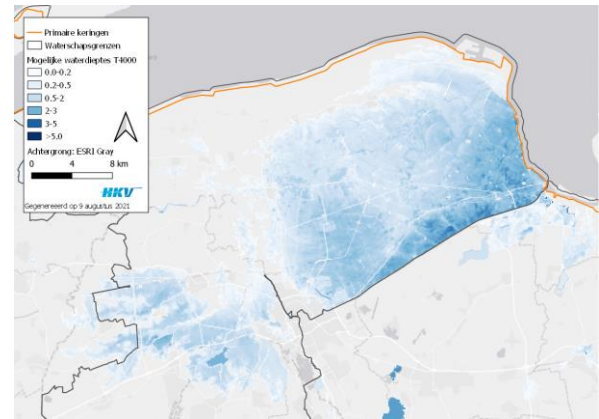 Primaire keringen
Waterschapsgrenzen
Mogelijke waterdieptes T4000
0.0-0.2
0.2-0.5
0.5-2
2-3
3-5
>5.0
Achtergrong: ESRI Gray
0 4 8 km
HKV
Gegenereerd op 9 augustus 2021